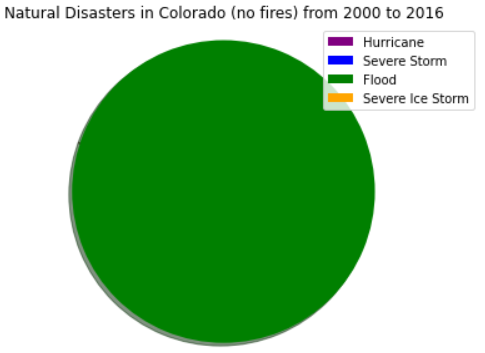 Natural Disasters in Colorado (no fires) from 2000 to 2016
Hurricane
Severe Storm
Flood
Severe Ice Storm